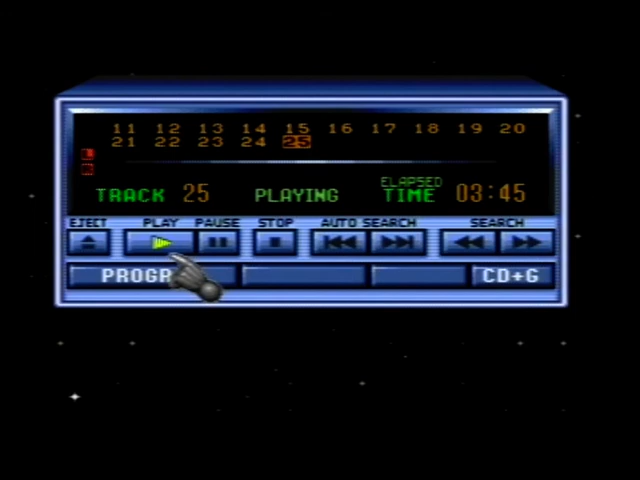 11 12 13 14 15 16 17 18 19 20
21 22 23 24 25
TRACK 25 PLAYING ELAPSED TIME 03:45
EJECT PLAY PAUSE STOP AUTO SEARCH SEARCH
PROGR CD+G